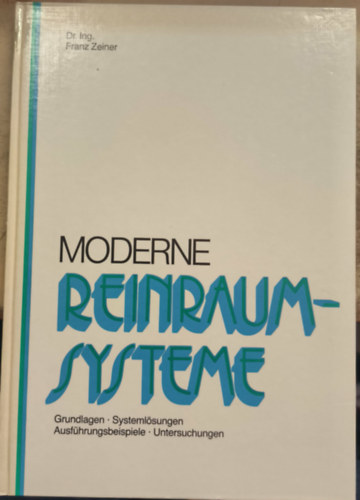 Dr. Ing.
Franz Zeiner
MODERNE
REINRAUM-
SYSTEME
Grundlagen · Systemlösungen
Ausführungsbeispiele · Untersuchungen